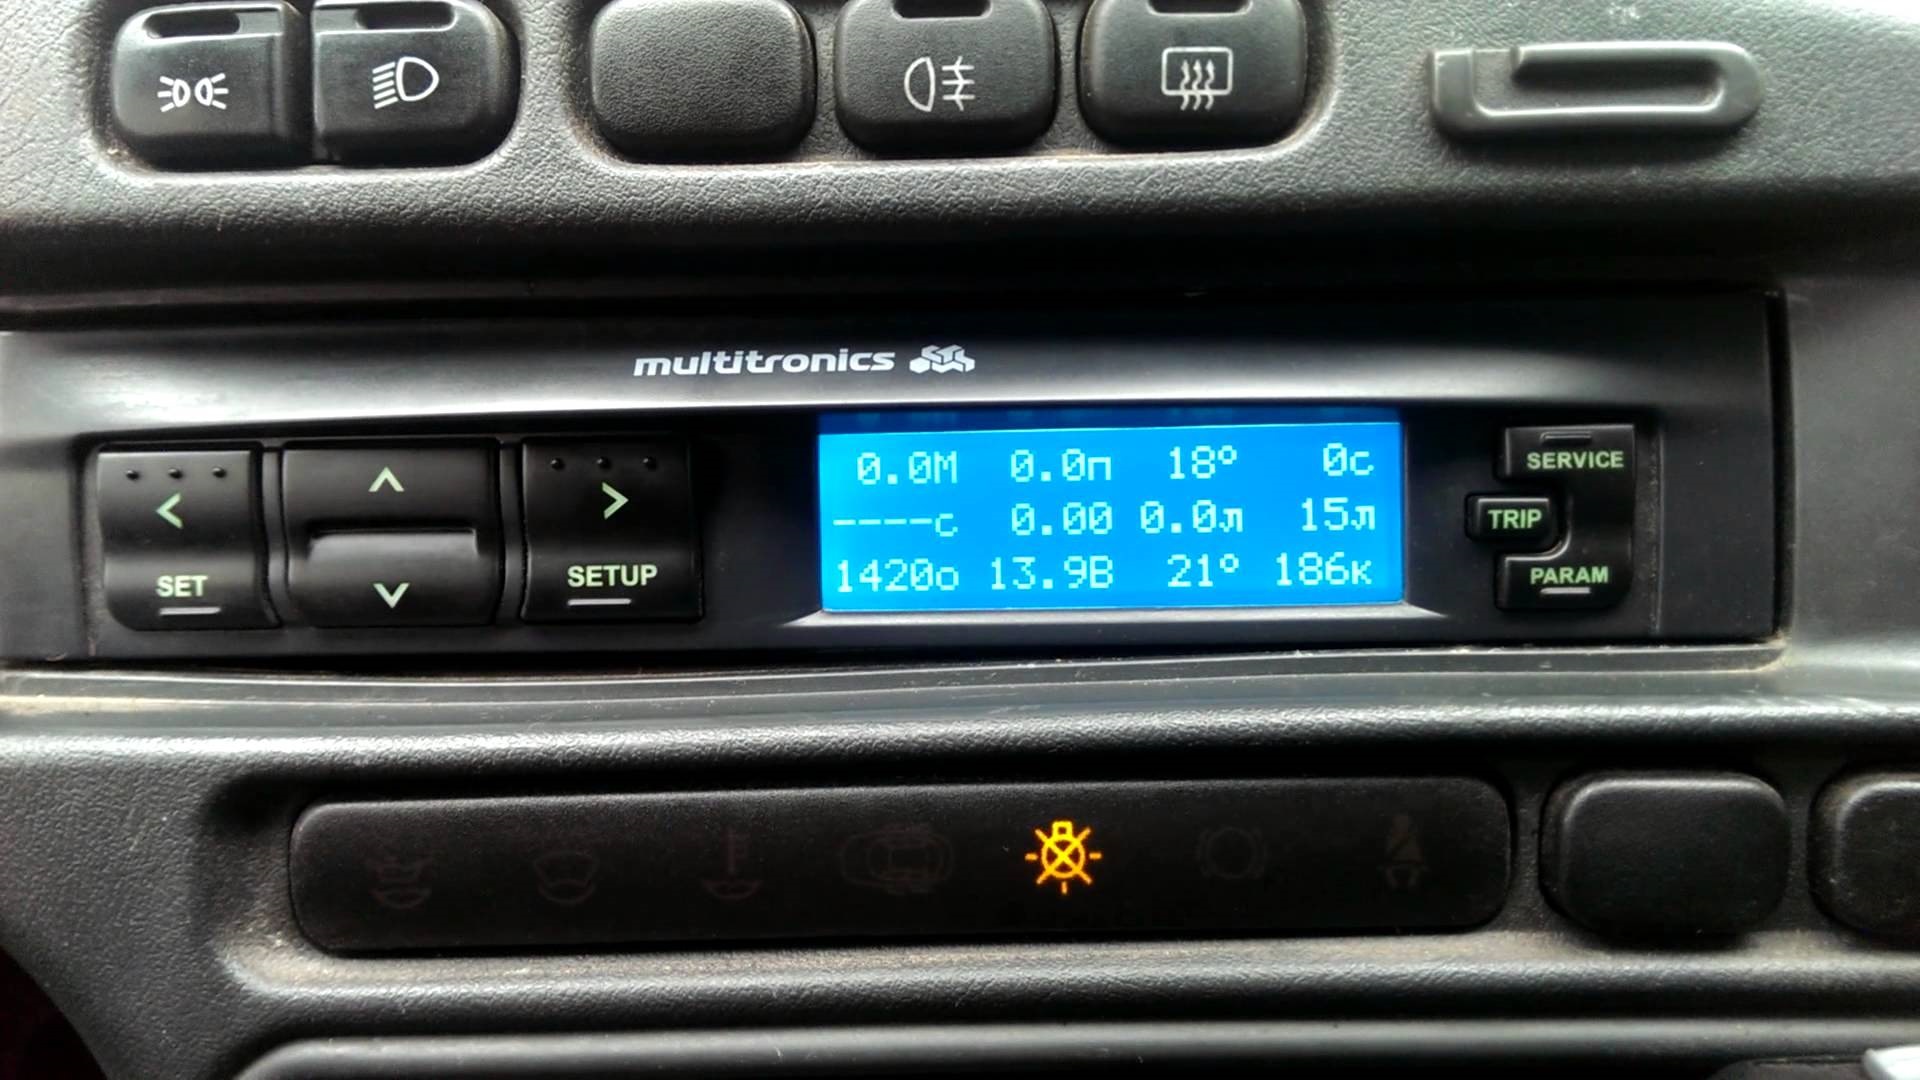 multitronics
0.0М 0.0п 18° 0с
----с 0.00 0.0л 15л
1420о 13.9В 21° 186к
SET
SETUP
SERVICE
TRIP
PARAM